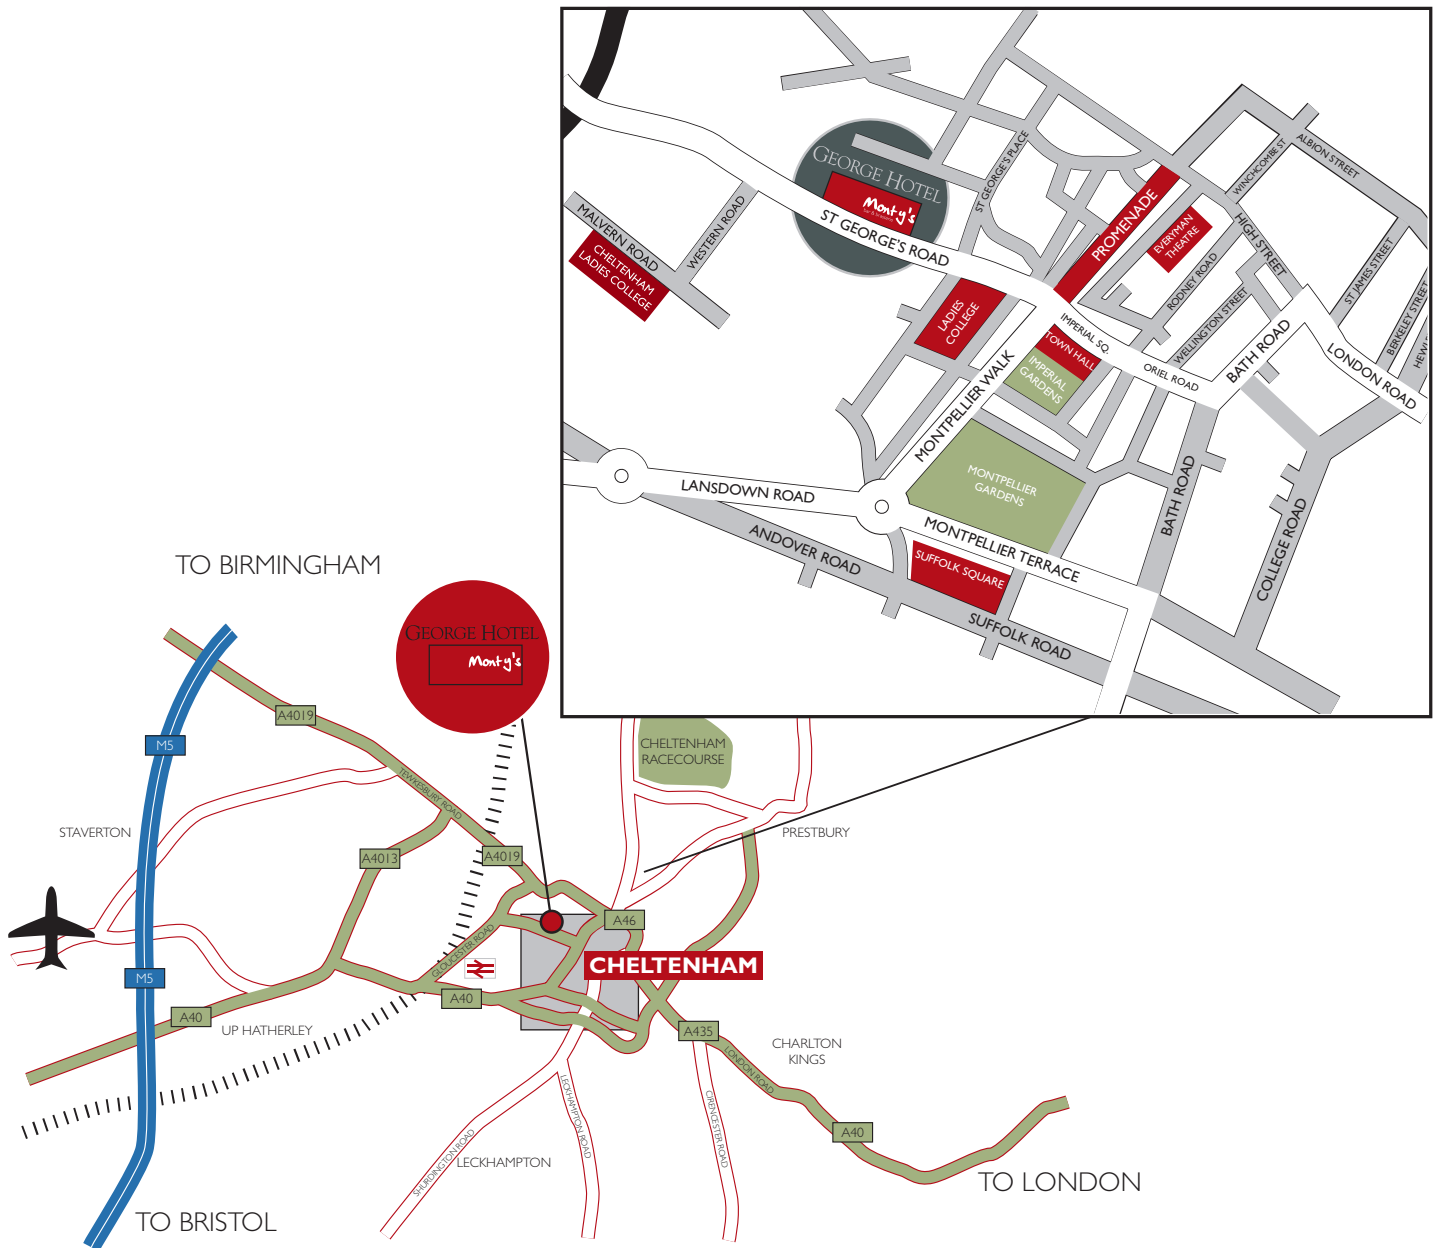 ALBION STREET
WINCHCOMBE ST
ST GEORGE'S PLACE
GEORGE HOTEL
Monty's
ST GEORGE'S ROAD
PROMENADE
EVERYMAN
THEATRE
HIGH STREET
MALVERN ROAD
WESTERN ROAD
CHELTENHAM
LADIES COLLEGE
RODNEY ROAD
WELLINGTON STREET
ST JAMES STREET
BERKELEY STREET
HEWL
LADIES
COLLEGE
IMPERIAL SQ.
TOWN HALL
IMPERIAL
GARDENS
ORIEL ROAD
BATH ROAD
LONDON ROAD
MONTPELLIER WALK
MONTPELLIER
GARDENS
LANSDOWN ROAD
BATH ROAD
COLLEGE ROAD
ANDOVER ROAD
MONTPELLIER TERRACE
SUFFOLK SQUARE
SUFFOLK ROAD
TO BIRMINGHAM
GEORGE HOTEL
Monty's
A4019
M5
CHELTENHAM
RACECOURSE
TEWKESBURY ROAD
STAVERTON
PRESTBURY
A4013
A4019
A46
GLOUCESTER ROAD
CHELTENHAM
M5
A40
A40
UP HATHERLEY
A435
CHARLTON
KINGS
LONDON ROAD
LECKHAMPTON ROAD
CIRENCESTER ROAD
SHURDINGTON ROAD
LECKHAMPTON
A40
TO LONDON
TO BRISTOL